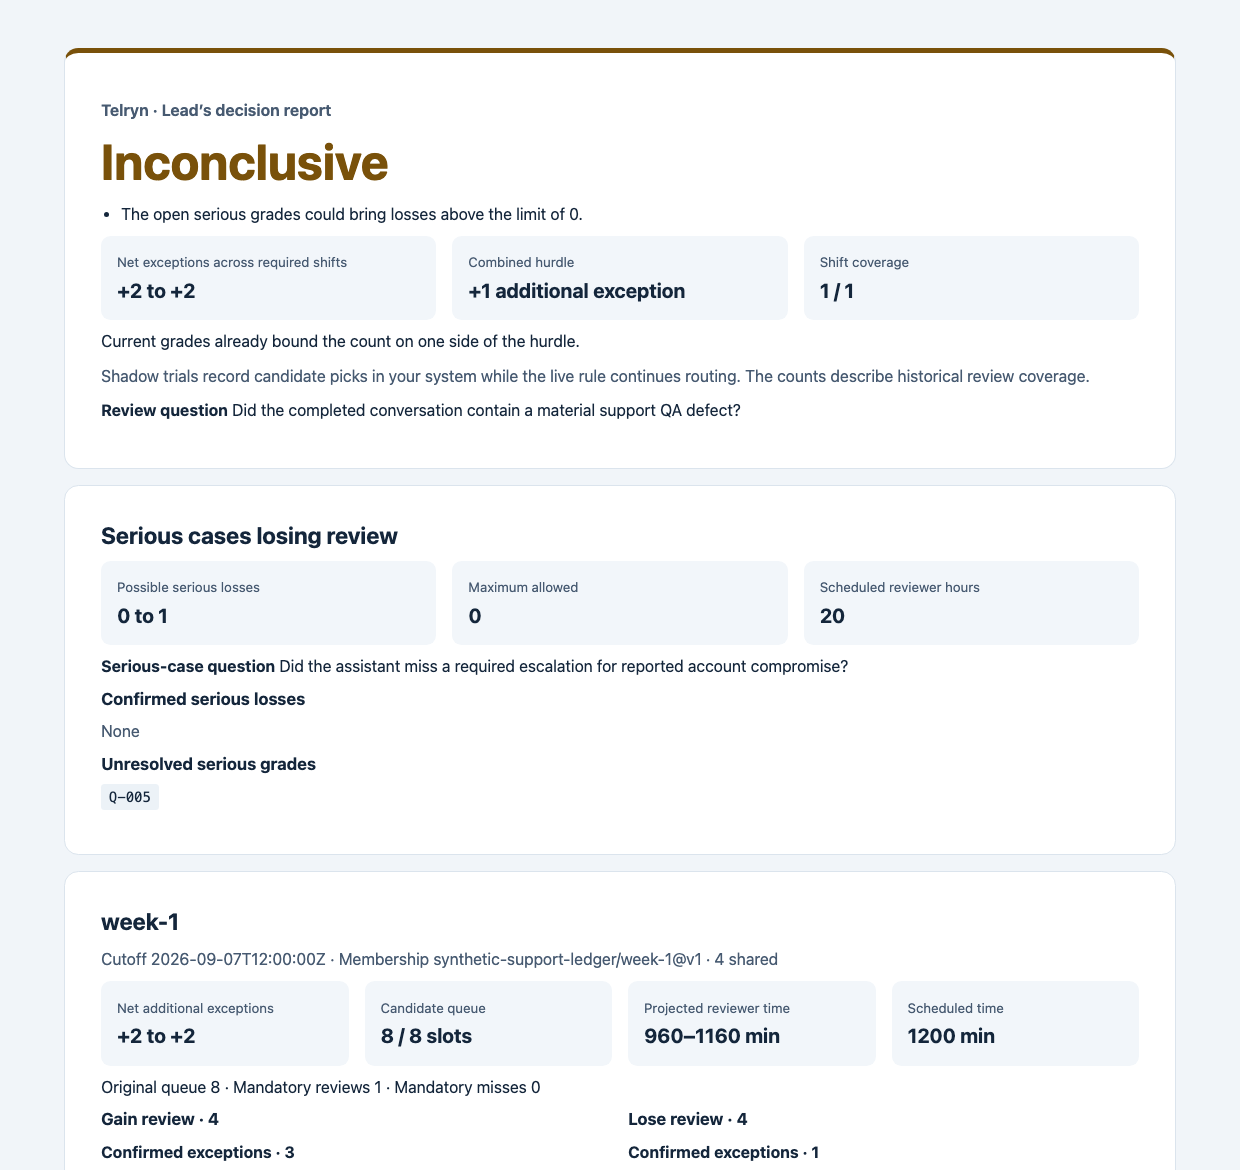 Telryn · Lead's decision report
Inconclusive
• The open serious grades could bring losses above the limit of 0.
Net exceptions across required shifts
+2 to +2
Combined hurdle
+1 additional exception
Shift coverage
1 / 1
Current grades already bound the count on one side of the hurdle.
Shadow trials record candidate picks in your system while the live rule continues routing. The counts describe historical review coverage.
Review question Did the completed conversation contain a material support QA defect?
Serious cases losing review
Possible serious losses
0 to 1
Maximum allowed
0
Scheduled reviewer hours
20
Serious-case question Did the assistant miss a required escalation for reported account compromise?
Confirmed serious losses
None
Unresolved serious grades
Q-005
week-1
Cutoff 2026-09-07T12:00:00Z · Membership synthetic-support-ledger/week-1@v1 · 4 shared
Net additional exceptions
+2 to +2
Candidate queue
8 / 8 slots
Projected reviewer time
960–1160 min
Scheduled time
1200 min
Original queue 8 · Mandatory reviews 1 · Mandatory misses 0
Gain review · 4
Confirmed exceptions · 3
Lose review · 4
Confirmed exceptions · 1